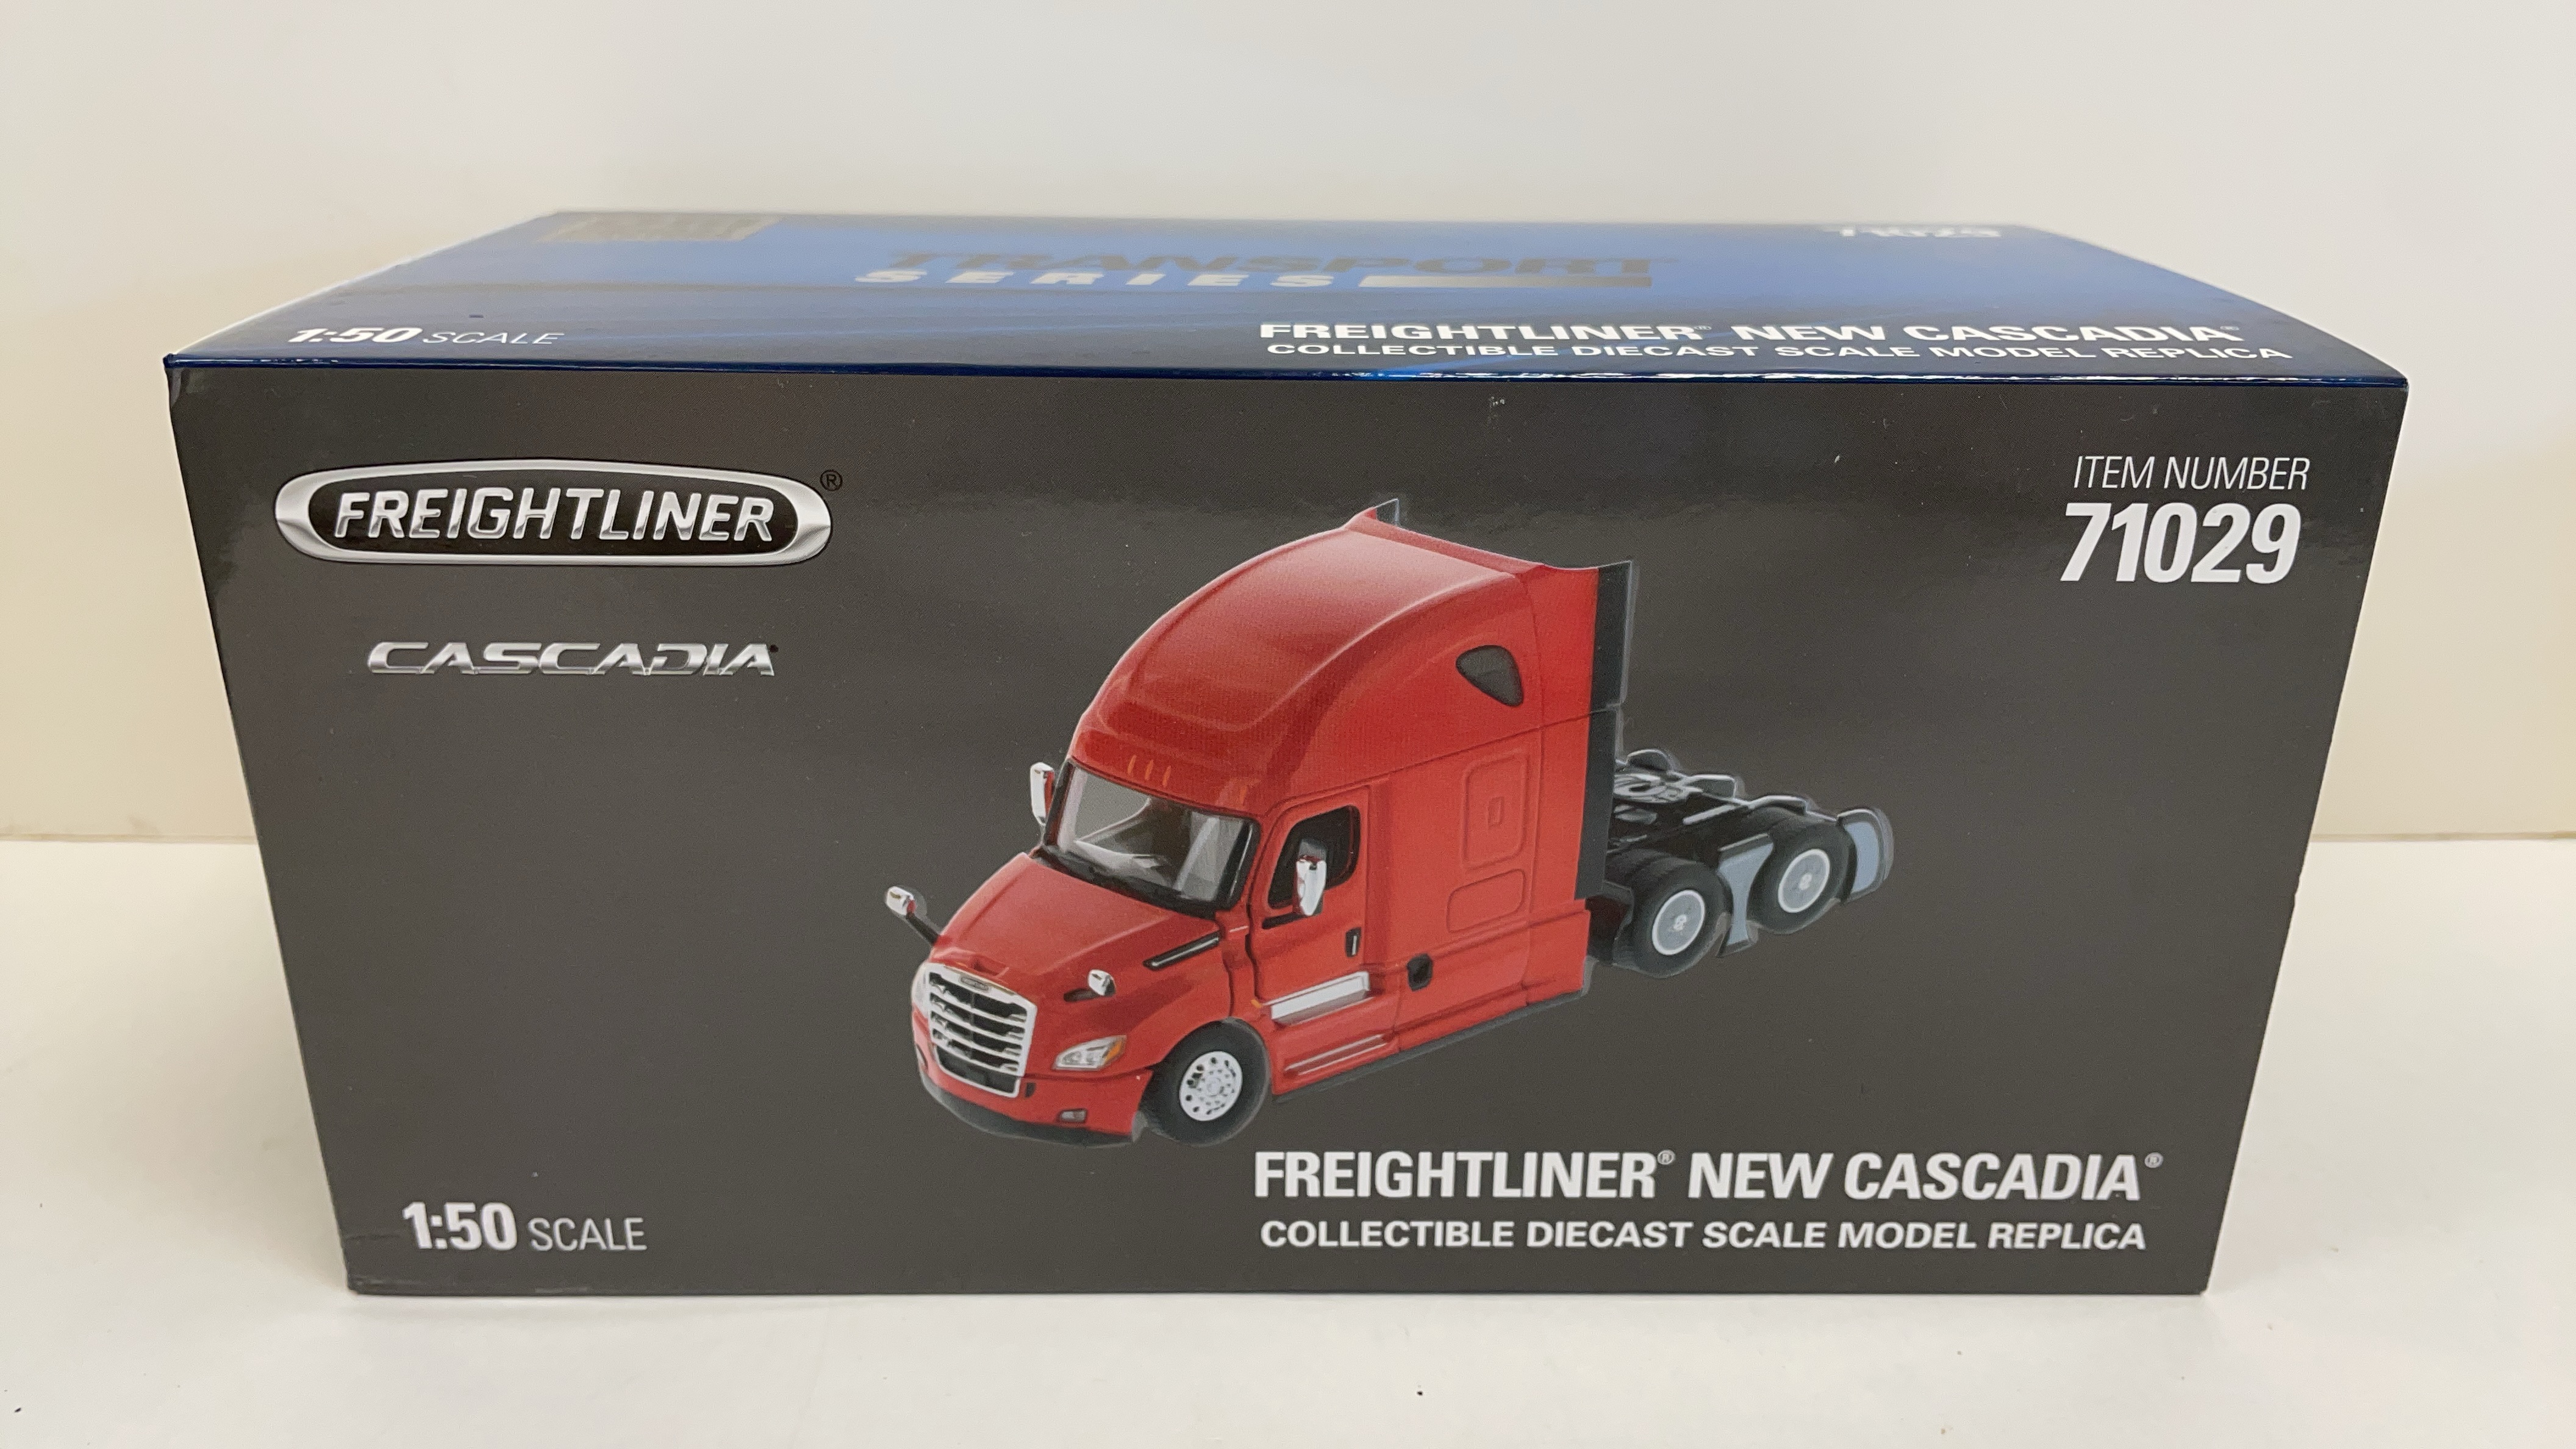 71029
TRANSPORT
SERIES
1:50 SCALE
FREIGHTLINER® NEW CASCADIA®
COLLECTIBLE DIECAST SCALE MODEL REPLICA
FREIGHTLINER®
CASCADIA
ITEM NUMBER
71029
FREIGHTLINER® NEW CASCADIA®
COLLECTIBLE DIECAST SCALE MODEL REPLICA
1:50 SCALE